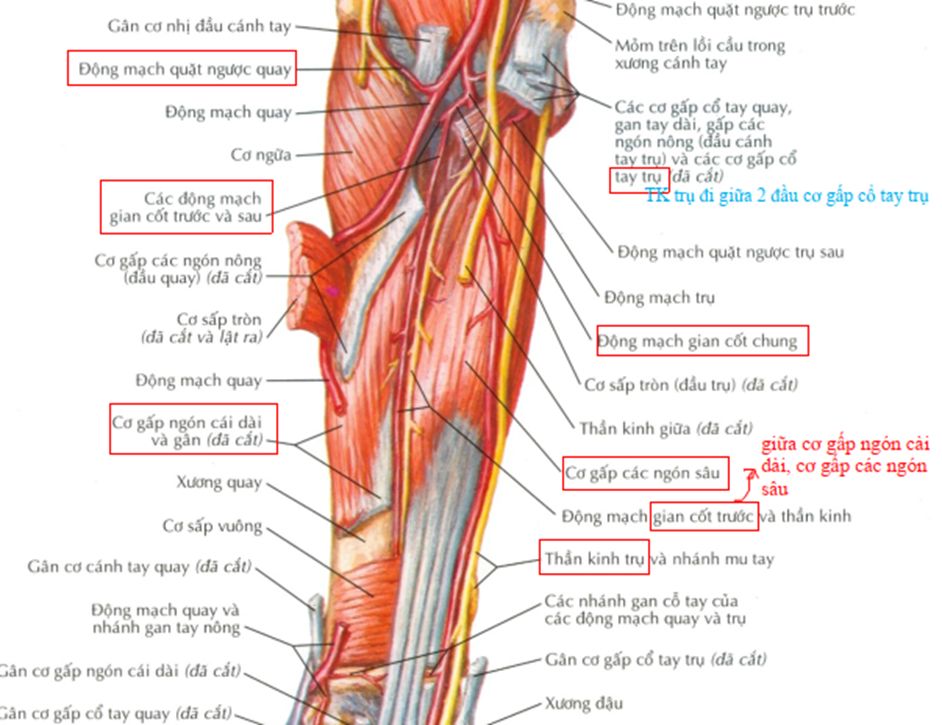 Gân cơ nhị đầu cánh tay
Động mạch quặt ngược quay
Động mạch quay
Cơ ngửa
Các động mạch
gian cốt trước và sau
Cơ gấp các ngón nông
(đầu quay) (đã cắt)
Cơ sấp tròn
(đã cắt và lật ra)
Động mạch quay
Cơ gấp ngón cái dài
và gân (đã cắt)
Xương quay
Cơ sấp vuông
Gân cơ cánh tay quay (đã cắt)
Động mạch quay và
nhánh gan tay nông
Gân cơ gấp ngón cái dài (đã cắt)
Gân cơ gấp cổ tay quay (đã cắt)
Động mạch quặt ngược trụ trước
Mỏm trên lồi cầu trong
xương cánh tay
Các cơ gấp cổ tay quay,
gan tay dài, gấp các
ngón nông (đầu cánh
tay trụ) và các cơ gấp cổ
tay trụ (đã cắt)
TK trụ đi giữa 2 đầu cơ gấp cổ tay trụ
Động mạch quặt ngược trụ sau
Động mạch trụ
Động mạch gian cốt chung
Cơ sấp tròn (đầu trụ) (đã cắt)
Thần kinh giữa (đã cắt)
giữa cơ gấp ngón cài
dài, cơ gấp các ngón
sâu
Cơ gấp các ngón sâu
Động mạch gian cốt trước và thần kinh
Thần kinh trụ và nhánh mu tay
Các nhánh gan cỗ tay của
các động mạch quay và trụ
Gân cơ gấp cổ tay trụ (đã cắt)
Xương đậu